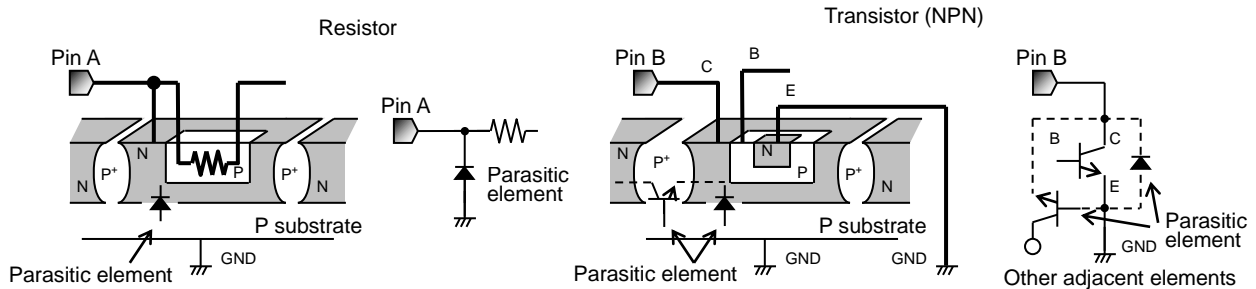 Resistor
Transistor (NPN)
Pin A
Pin A
N
P
N
P+
P+
N
Parasitic
element
P substrate
GND
Parasitic element
Pin B
C
B
E
N
P+
N
N
P
P+
N
P substrate
GND
GND
Parasitic element
Pin B
B
C
E
Parasitic
element
GND
Other adjacent elements